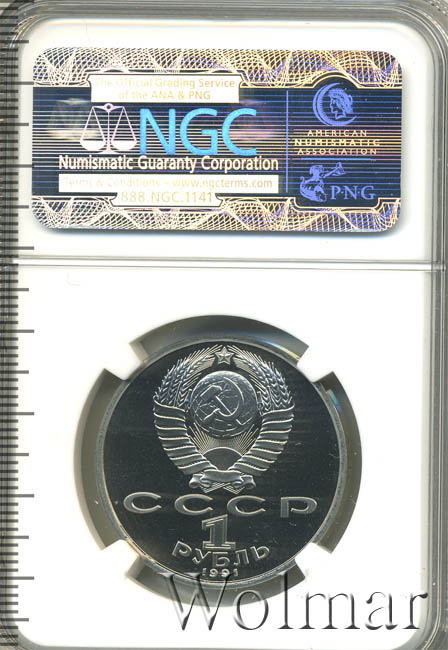 The Official Grading Service
of the ANA & PNG
NGC
Numismatic Guaranty Corporation
Terms & Conditions - www.ngcterms.com
888.NGC.1141
AMERICAN
NUMISMATIC
ASSOCIATION
PNG
СССР
1
РУБЛЬ
1991
Wolmar